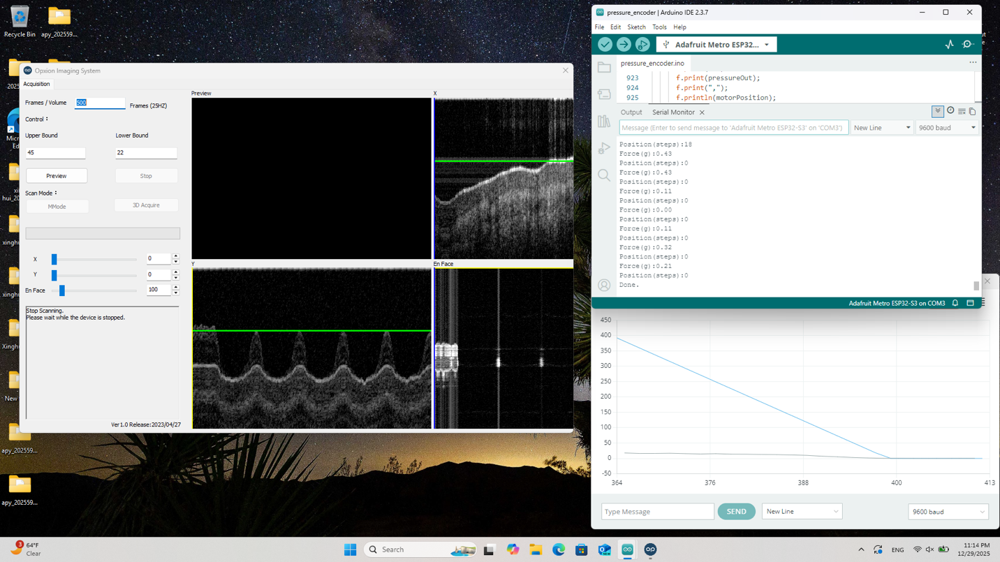 Recycle Bin
apy_202559...
Opxion Imaging System
Acquisition
Frames / Volume
500
Frames (25HZ)
Control :
Upper Bound
Lower Bound
45
22
Preview
Stop
Scan Mode :
MMode
3D Acquire
X
0
Y
0
En Face
100
Stop Scanning.
Please wait while the device is stopped.
Ver1.0 Release:2023/04/27
Preview
X
Y
En Face
apy_202559...
apy_202559...
pressure_encoder | Arduino IDE 2.3.7
File Edit Sketch Tools Help
Adafruit Metro ESP32...
pressure_encoder.ino
923 f.print(pressureOut);
924 f.print(",");
925 f.println(motorPosition);
Output Serial Monitor
Message (Enter to send message to 'Adafruit Metro ESP32-S3' on 'COM3')
New Line
9600 baud
Position(steps):18
Force(g):0.43
Position(steps):0
Force(g):0.43
Position(steps):0
Force(g):0.11
Position(steps):0
Force(g):0.00
Position(steps):0
Force(g):0.11
Position(steps):0
Force(g):0.32
Position(steps):0
Force(g):0.21
Position(steps):0
Done.
Adafruit Metro ESP32-S3 on COM3
450
400
350
300
250
200
150
100
50
0
-50
364 376 388 400 413
Type Message
SEND
New Line
9600 baud
3
64°F
Clear
Search
ENG
11:14 PM
12/29/2025